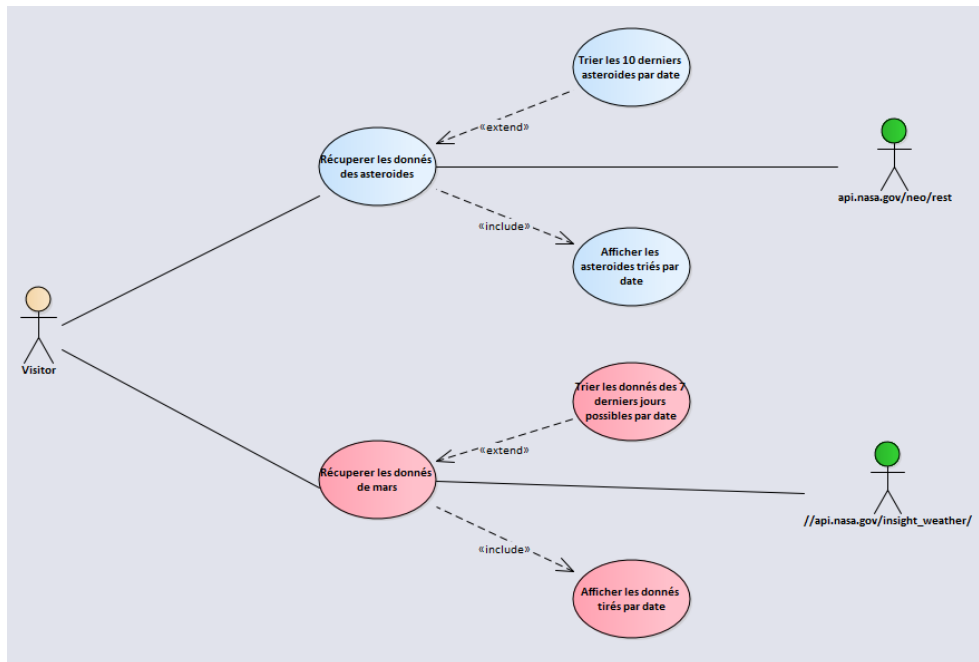 Trier les 10 derniers
asteroides par date
«extend»
Récuperer les donnés
des asteroides
api.nasa.gov/neo/rest
«include»
Afficher les
asteroides triés par
date
Visitor
Trier les donnés des 7
derniers jours
possibles par date
«extend»
Récuperer les donnés
de mars
//api.nasa.gov/insight_weather/
«include»
Afficher les donnés
tirés par date